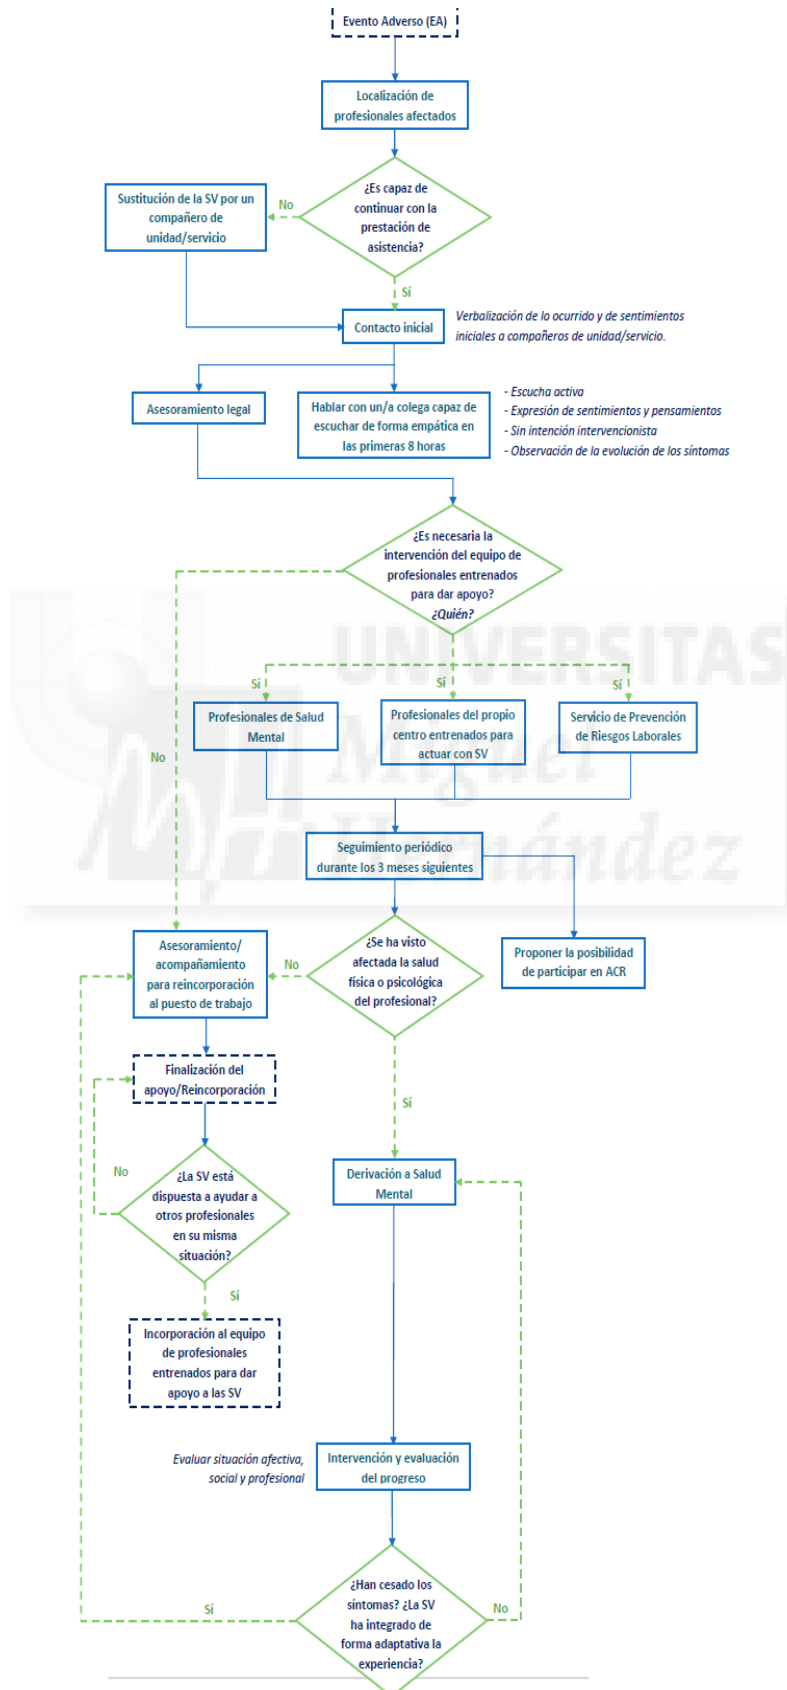 Evento Adverso (EA)
Localización de
profesionales afectados
¿Es capaz de
continuar con la
prestación de
asistencia?
No
Sustitución de la SV por un
compañero de
unidad/servicio
Sí
Contacto inicial
Verbalización de lo ocurrido y de sentimientos
iniciales a compañeros de unidad/servicio.
Asesoramiento legal
Hablar con un/a colega capaz de
escuchar de forma empática en
las primeras 8 horas
- Escucha activa
- Expresión de sentimientos y pensamientos
- Sin intención intervencionista
- Observación de la evolución de los síntomas
¿Es necesaria la
intervención del equipo de
profesionales entrenados
para dar apoyo?
¿Quién?
UNIVERSITAS
Miguel
Hernández
Sí
Sí
Sí
Profesionales de Salud
Mental
Profesionales del propio
centro entrenados para
actuar con SV
Servicio de Prevención
de Riesgos Laborales
No
Seguimiento periódico
durante los 3 meses siguientes
Asesoramiento/
acompañamiento
para reincorporación
al puesto de trabajo
No
¿Se ha visto
afectada la salud
física o psicológica
del profesional?
Proponer la posibilidad
de participar en ACR
Finalización del
apoyo/Reincorporación
Sí
No
¿La SV está
dispuesta a ayudar a
otros profesionales
en su misma
situación?
Derivación a Salud
Mental
Sí
Incorporación al equipo
de profesionales
entrenados para dar
apoyo a las SV
Evaluar situación afectiva,
social y profesional
Intervención y evaluación
del progreso
¿Han cesado los
síntomas? ¿La SV
ha integrado de
forma adaptativa la
experiencia?
Sí
No